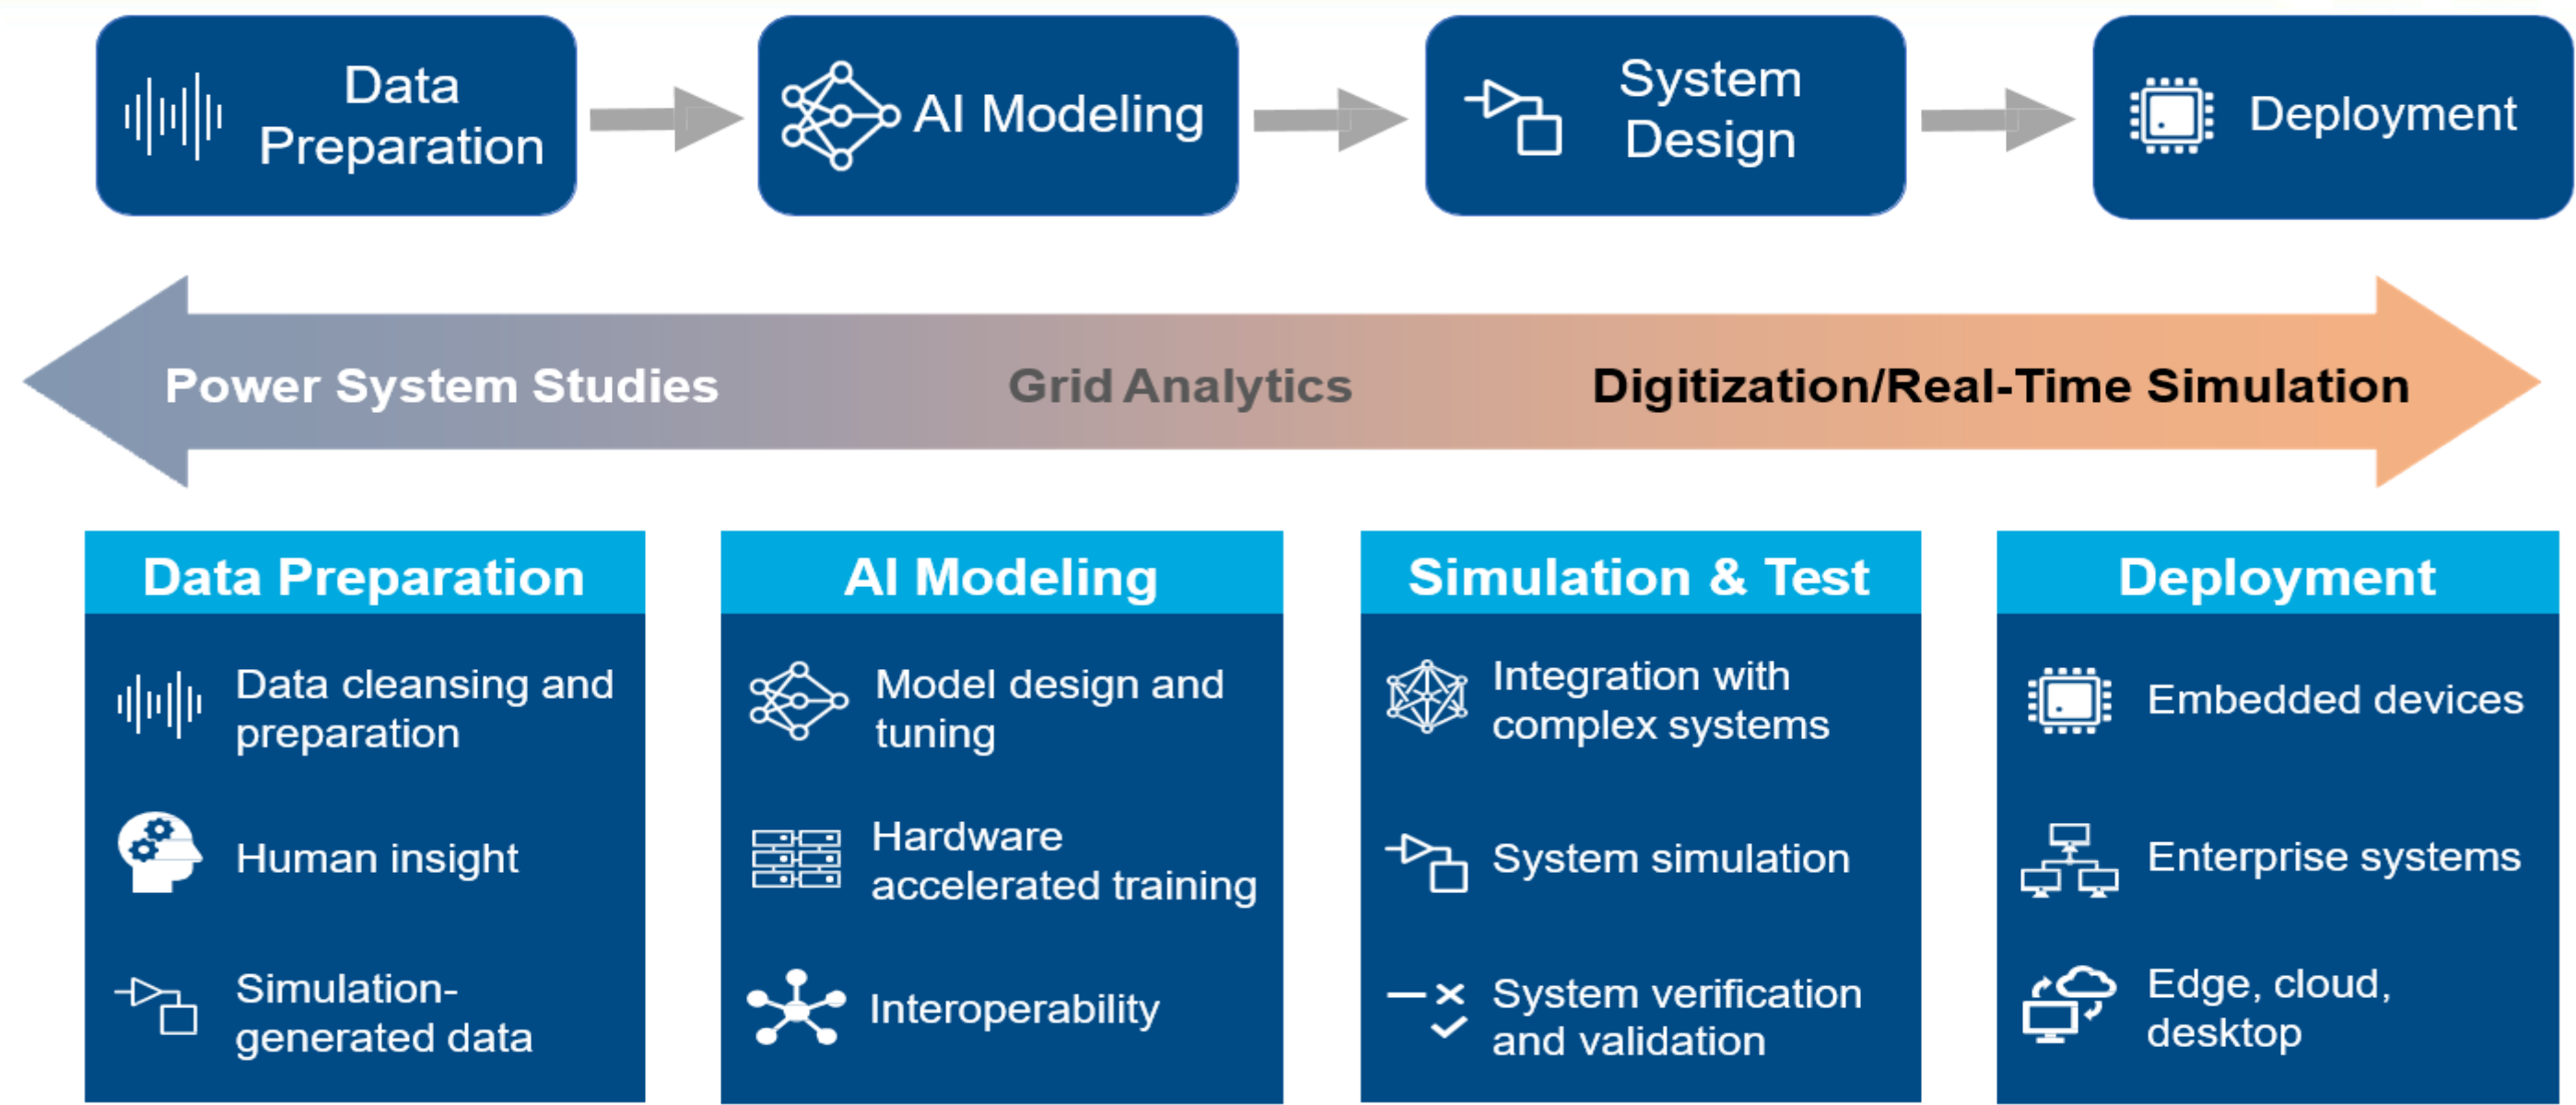 Data
Preparation
AI Modeling
System
Design
Deployment
Power System Studies
Grid Analytics
Digitization/Real-Time Simulation
Data Preparation
Data cleansing and
preparation
Human insight
Simulation-
generated data
AI Modeling
Model design and
tuning
Hardware
accelerated training
Interoperability
Simulation & Test
Integration with
complex systems
System simulation
System verification
and validation
Deployment
Embedded devices
Enterprise systems
Edge, cloud,
desktop